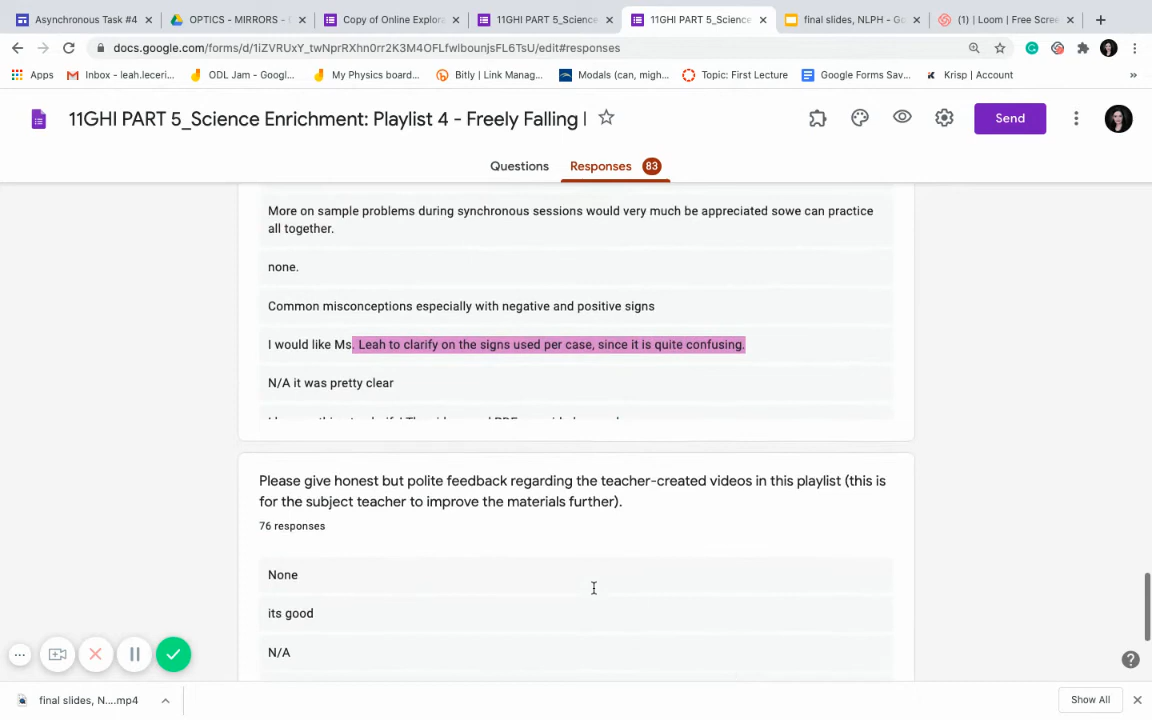 Asynchronous Task #4
OPTICS - MIRRORS -
Copy of Online Explora
11GHI PART 5_Science
11GHI PART 5_Science
final slides, NLPH - Go
(1) | Loom | Free Scree
docs.google.com/forms/d/1iZVRUxY_twNprRXhn0rr2K3M4OFLfwlbounjsFL6TsU/edit#responses
Apps
Inbox - leah.leceri...
ODL Jam - Googl...
My Physics board...
Bitly | Link Manag...
Modals (can, migh...
Topic: First Lecture
Google Forms Sav...
Krisp | Account
»
11GHI PART 5_Science Enrichment: Playlist 4 - Freely Falling
Send
Questions
Responses
83
More on sample problems during synchronous sessions would very much be appreciated sowe can practice
all together.
none.
Common misconceptions especially with negative and positive signs
I would like Ms. Leah to clarify on the signs used per case, since it is quite confusing.
N/A it was pretty clear
Please give honest but polite feedback regarding the teacher-created videos in this playlist (this is
for the subject teacher to improve the materials further).
76 responses
None
its good
N/A
final slides, N....mp4
Show All